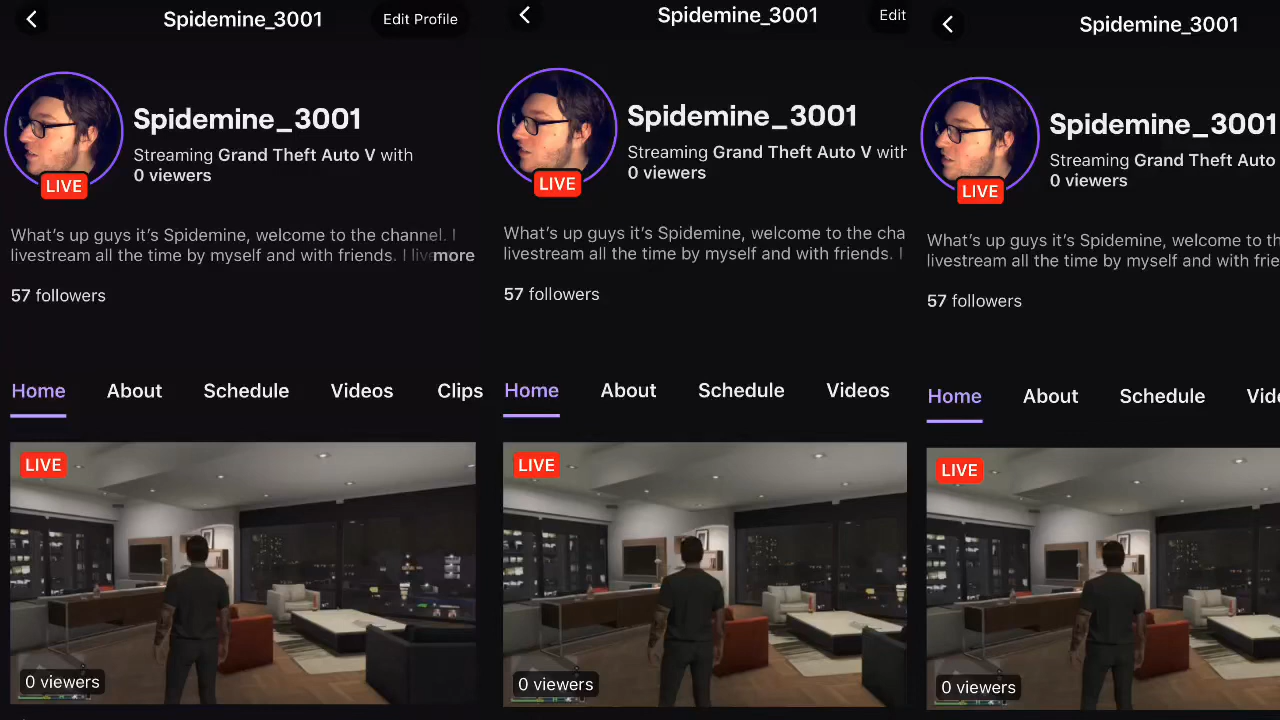 Spidemine_3001
Edit Profile
Spidemine_3001
Streaming Grand Theft Auto V with
0 viewers
LIVE
What's up guys it's Spidemine, welcome to the channel. I
livestream all the time by myself and with friends. I live more
57 followers
Home About Schedule Videos Clips
LIVE
0 viewers
Spidemine_3001
Edit
Spidemine_3001
Streaming Grand Theft Auto V with
0 viewers
LIVE
What's up guys it's Spidemine, welcome to the cha
livestream all the time by myself and with friends. I
57 followers
Home About Schedule Videos
LIVE
0 viewers
Spidemine_3001
Spidemine_3001
Streaming Grand Theft Auto
0 viewers
LIVE
What's up guys it's Spidemine, welcome to th
livestream all the time by myself and with frie
57 followers
Home About Schedule Vide
LIVE
0 viewers